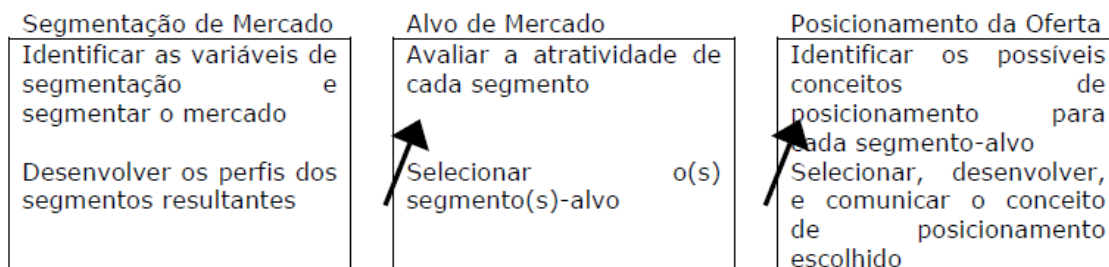 Segmentação de Mercado
Identificar as variáveis de
segmentação e
segmentar o mercado
Desenvolver os perfis dos
segmentos resultantes
Alvo de Mercado
Avaliar a atratividade de
cada segmento
Selecionar o(s)
segmento(s)-alvo
Posicionamento da Oferta
Identificar os possíveis
conceitos de
posicionamento para
cada segmento-alvo
Selecionar, desenvolver,
e comunicar o conceito
de posicionamento
escolhido